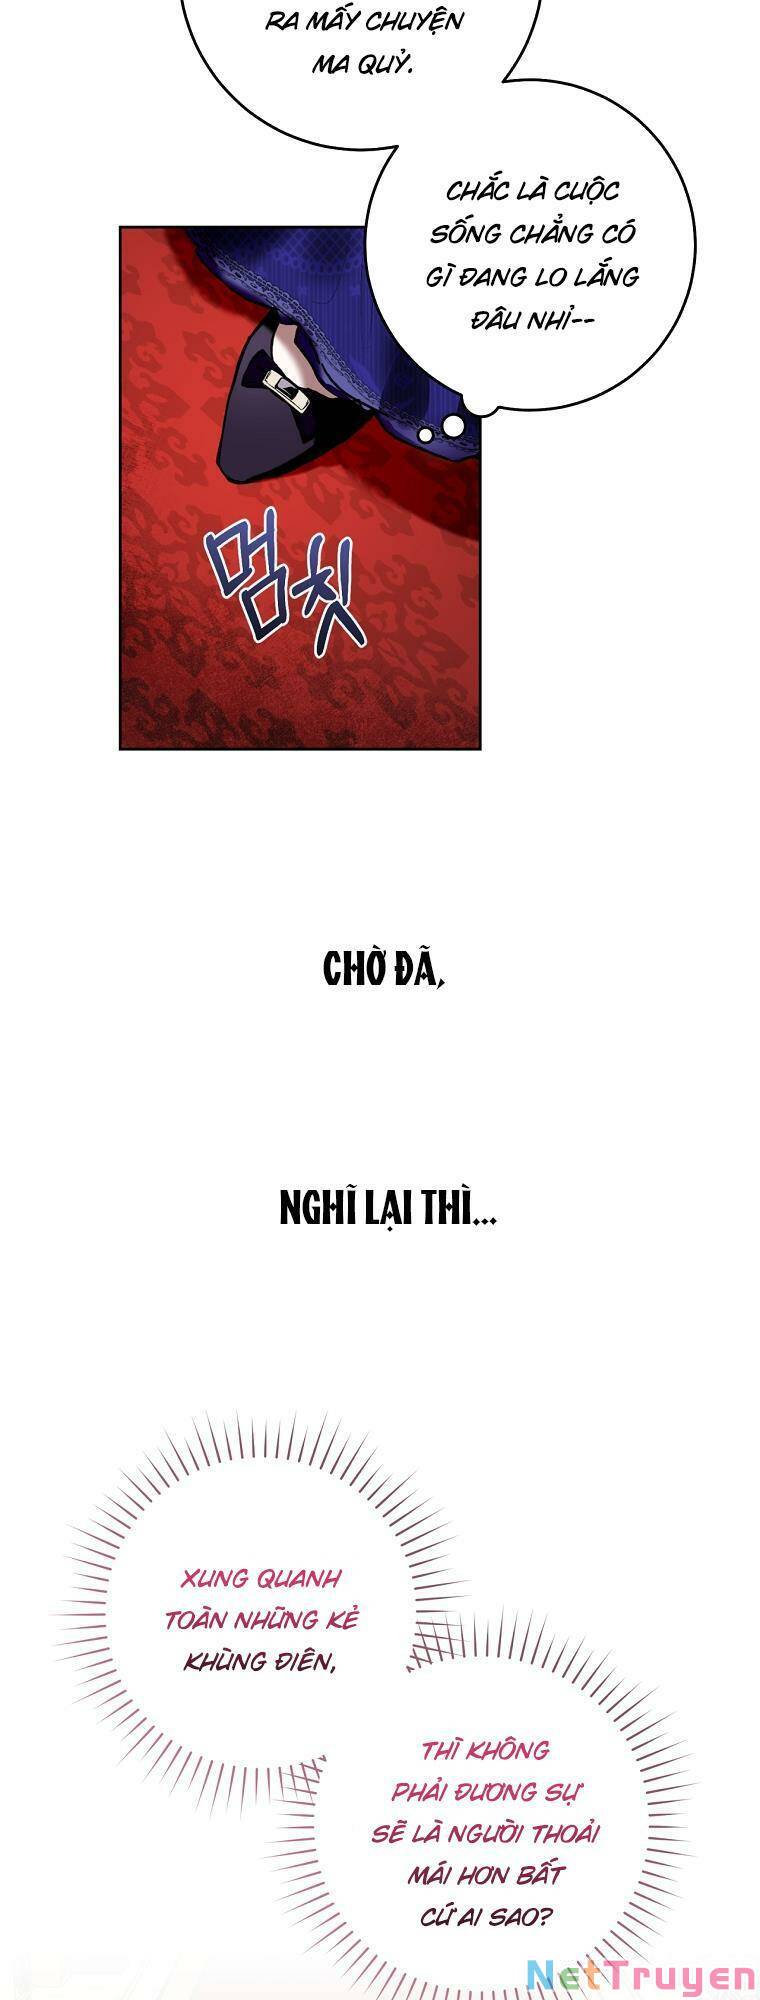 RA MẤY CHUYỆN
MA QUỶ.
CHẮC LÀ CUỘC
SỐNG CHẲNG CÓ
GÌ ĐANG LO LẮNG
ĐÂU NHỈ--
멈칫
CHỜ ĐÃ,
NGHĨ LẠI THÌ...
XUNG QUANH
TOÀN NHỮNG KẺ
KHÙNG ĐIÊN,
THÌ KHÔNG
PHẢI ĐƯƠNG SỰ
SẼ LÀ NGƯỜI THOẢI
MÁI HƠN BẤT
CỨ AI SAO?
NetTruyen